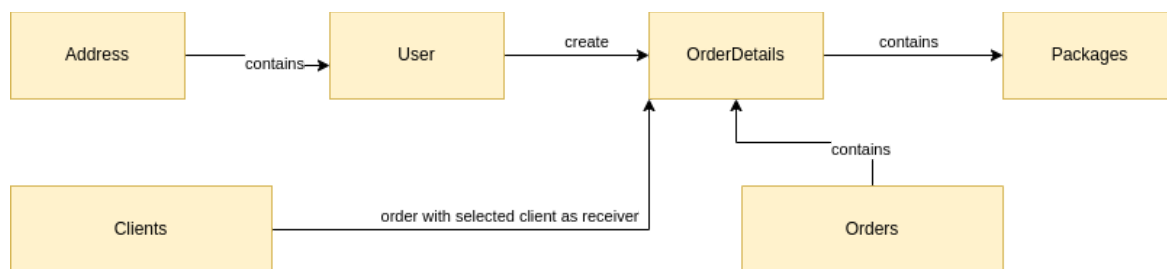 Address
contains
User
create
OrderDetails
contains
Packages
contains
Clients
order with selected client as receiver
Orders